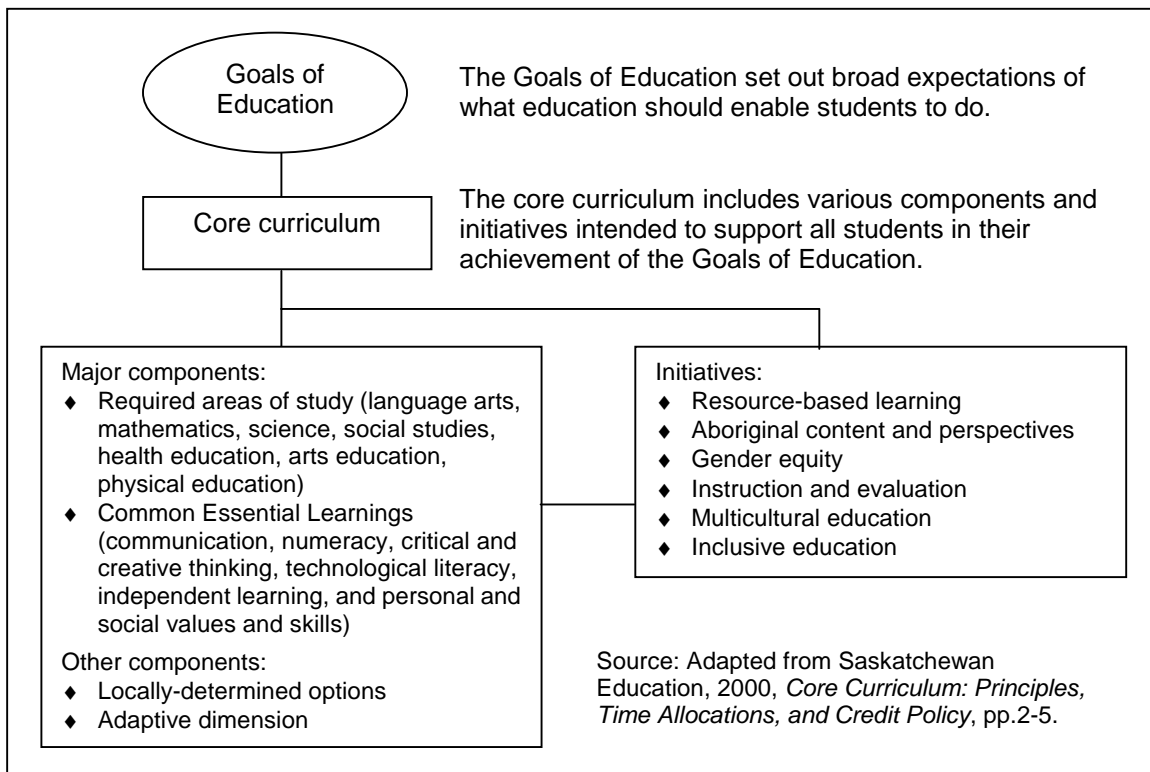 Goals of
Education
The Goals of Education set out broad expectations of
what education should enable students to do.
Core curriculum
The core curriculum includes various components and
initiatives intended to support all students in their
achievement of the Goals of Education.
Major components:
♦ Required areas of study (language arts,
mathematics, science, social studies,
health education, arts education,
physical education)
♦ Common Essential Learnings
(communication, numeracy, critical and
creative thinking, technological literacy,
independent learning, and personal and
social values and skills)
Other components:
♦ Locally-determined options
♦ Adaptive dimension
Initiatives:
♦ Resource-based learning
♦ Aboriginal content and perspectives
♦ Gender equity
♦ Instruction and evaluation
♦ Multicultural education
♦ Inclusive education
Source: Adapted from Saskatchewan
Education, 2000, Core Curriculum: Principles,
Time Allocations, and Credit Policy, pp.2-5.